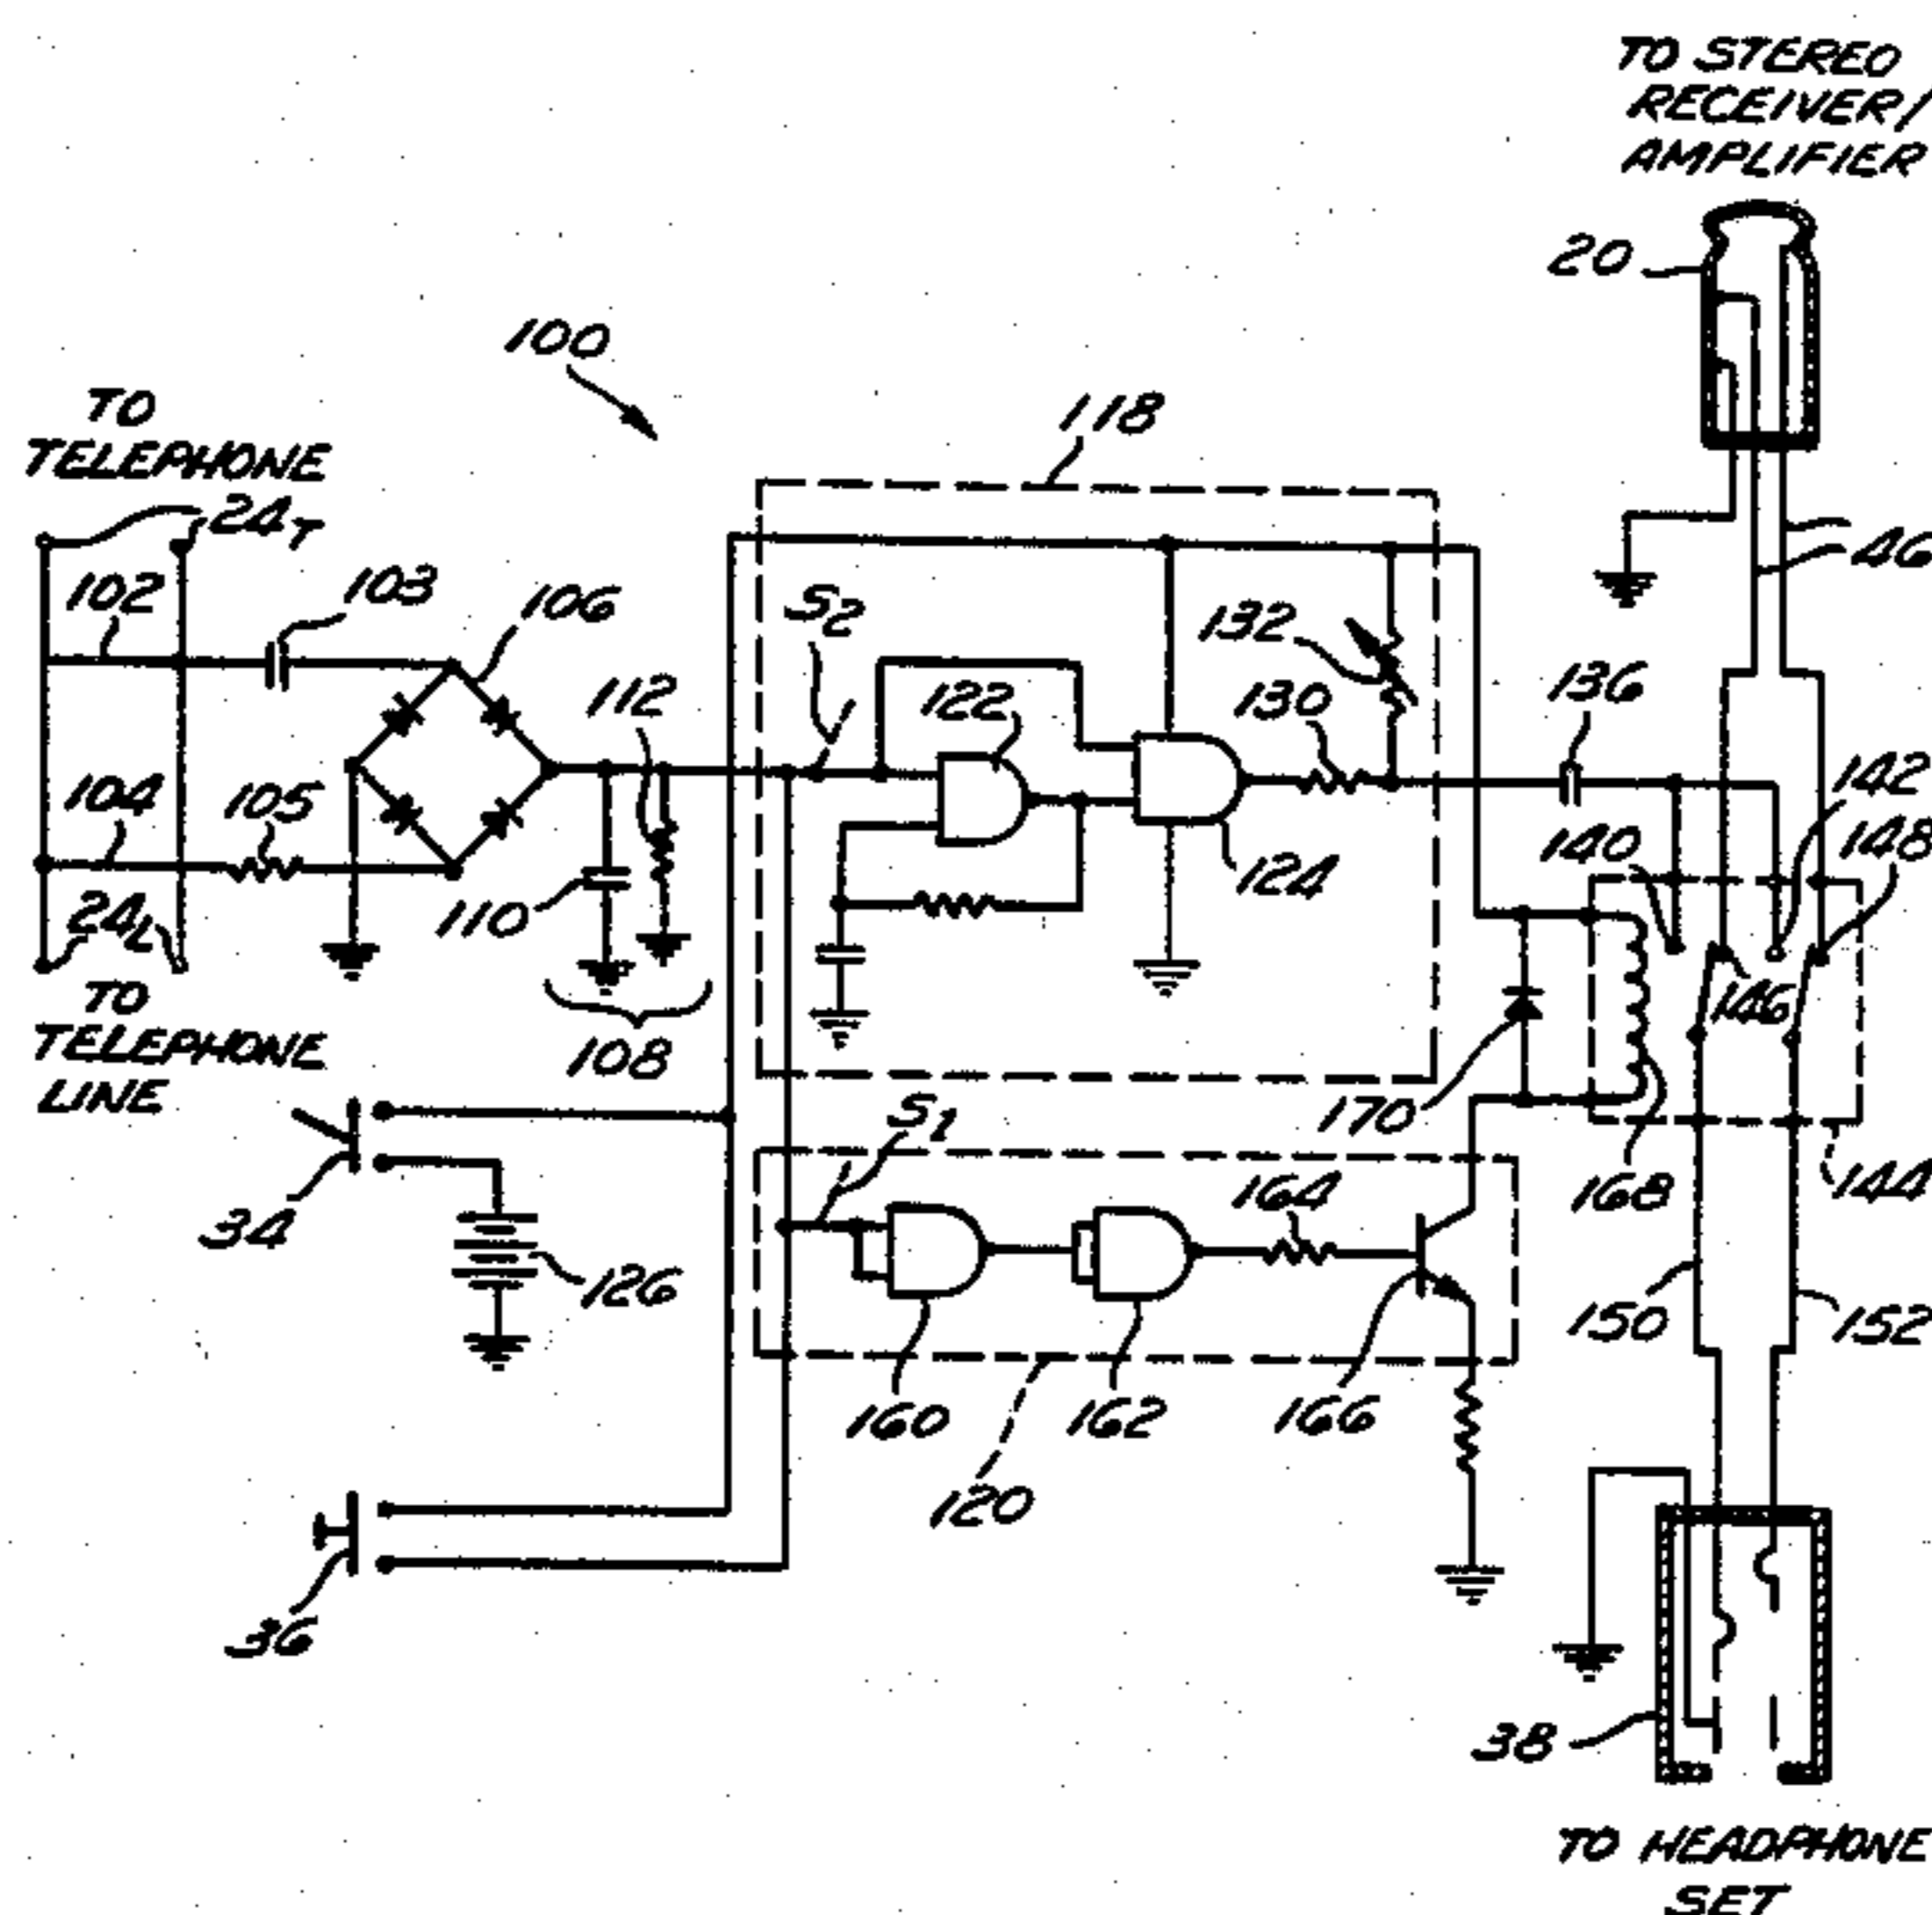 TO STEREO
RECEIVER/
AMPLIFIER
20
100
118
TO
TELEPHONE
24T
46
102
103
106
S2
132
112
122
130
136
142
104
105
140
148
124
24L
110
146
TO
TELEPHONE
LINE
108
S1
170
164
168
144
34
126
150
152
160
162
166
120
36
38
TO HEADPHONE
SET